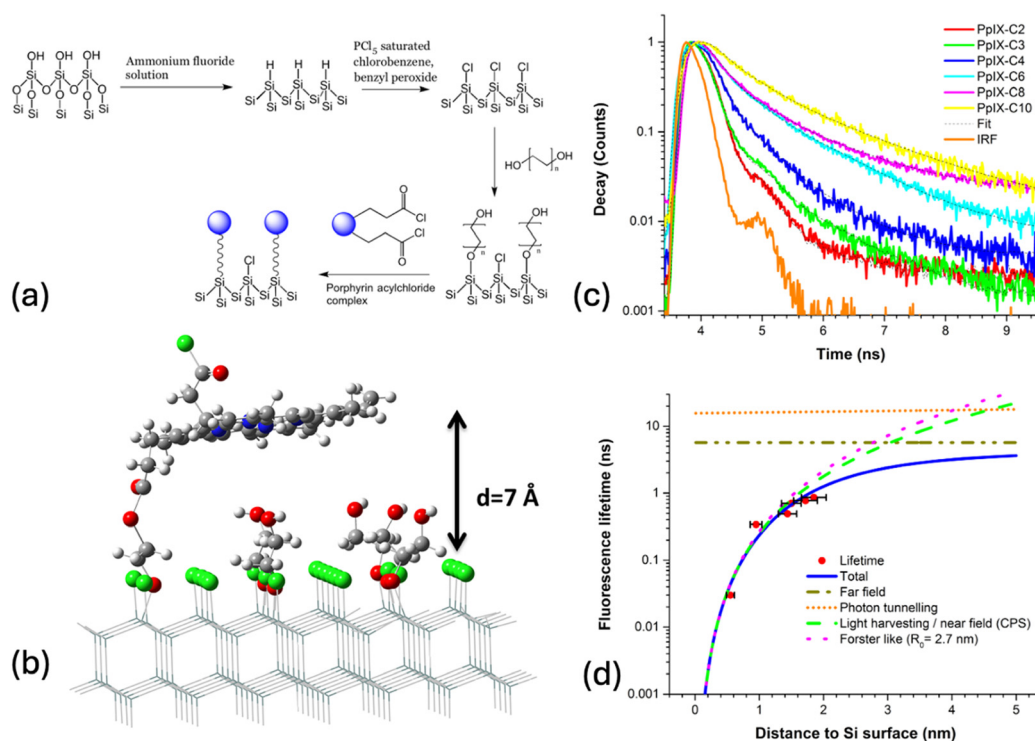 OH OH OH
Si Si Si
O O O O O O
Si Si Si Si
Ammonium fluoride
solution
H H H
Si Si Si
Si Si Si Si
Si Si
PCl5 saturated
chlorobenzene,
benzyl peroxide
Cl Cl Cl
Si Si Si
Si Si Si Si
Si Si
HO OH
n
OH OH
n n
O Cl O
Si Si Si
Si Si Si Si
Si Si
O
Cl
O
Cl
Porphyrin acylchloride
complex
Cl
Si Si Si
Si Si Si Si
Si Si
(a)
d=7 Å
(b)
Decay (Counts)
1
0.1
0.01
0.001
4 5 6 7 8 9
Time (ns)
PpIX-C2
PpIX-C3
PpIX-C4
PpIX-C6
PpIX-C8
PpIX-C10
Fit
IRF
(c)
Fluorescence lifetime (ns)
10
1
0.1
0.01
0.001
0 1 2 3 4 5
Distance to Si surface (nm)
Lifetime
Total
Far field
Photon tunnelling
Light harvesting / near field (CPS)
Forster like (R0= 2.7 nm)
(d)